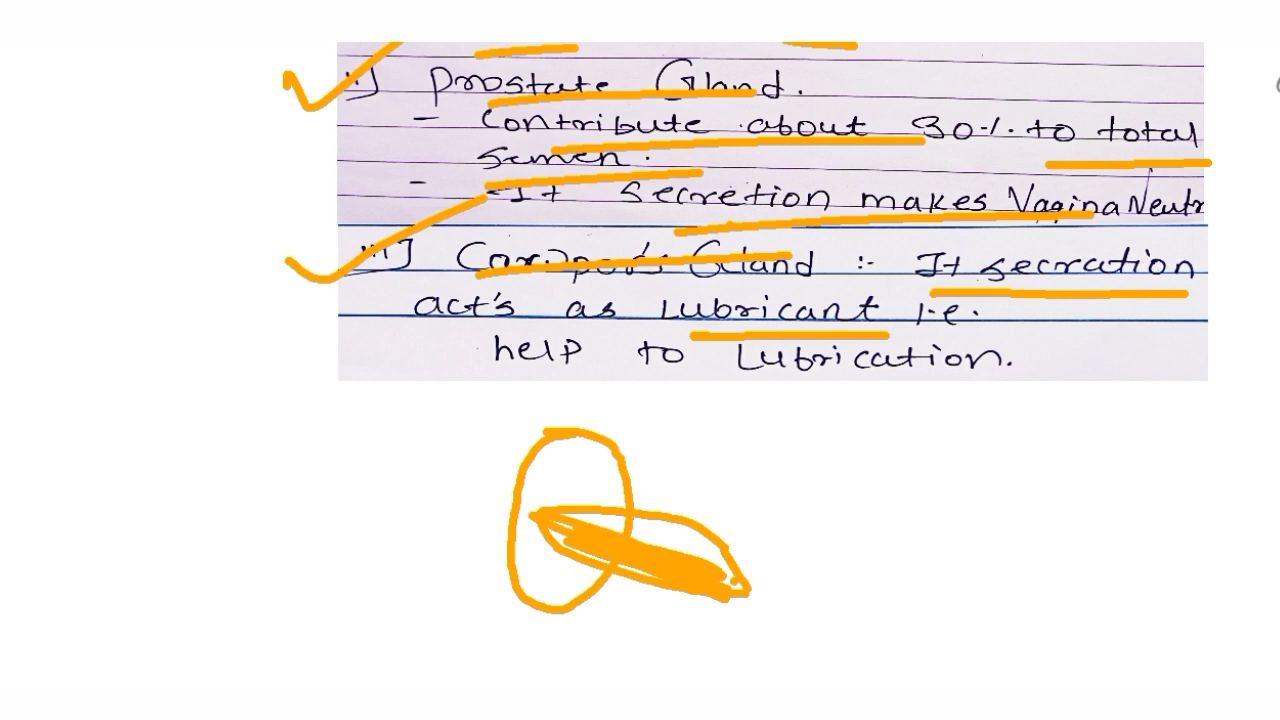 ii] Prostate Gland.
- Contribute about 30%. to total
semen.
- -It secretion makes Vagina Neutr
iii] Gland :- It secration
act's as Lubricant i.e.
help to Lubrication.